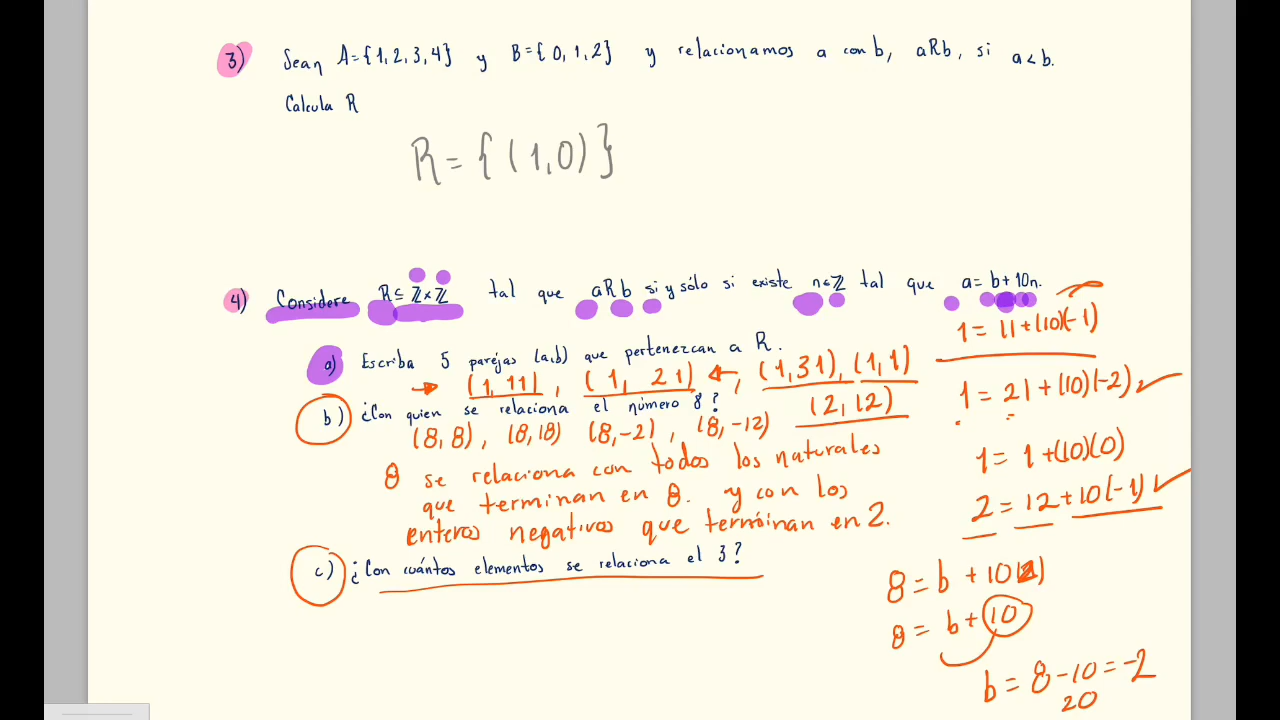 3) Sean A={1,2,3,4} y B={0,1,2} y relacionamos a con b, aRb, si a<b.
Calcula R
R={(1,0)}
4) Considere R⊆ℤ×ℤ tal que aRb si y sólo si existe n∈ℤ tal que a=b+10n.
1=11+(10)(-1)
a) Escriba 5 parejas (a,b) que pertenezcan a R.
→ (1,11), (1,21) ←, (1,31), (1,1)
1=21+(10)(-2) ✓
b) ¿Con quien se relaciona el número 8? (2,12)
(8,8), (8,18) (8,-2), (8,-12)
1=1+(10)(0)
8 se relaciona con todos los naturales
que terminan en 8. y con los
2=12+10(-1) ✓
enteros negativos que terminan en 2.
c) ¿Con cuántos elementos se relaciona el 3?
8=b+10( )
8=b+10
b=8-10=-2
20